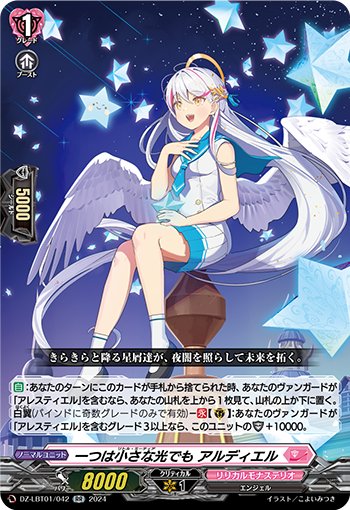 1
グレード
ブースト
5000
シールド
きらきらと降る星屑達が、夜闇を照らして未来を拓く。
自:あなたのターンにこのカードが手札から捨てられた時、あなたのヴァンガードが
「アレスティエル」を含むなら、あなたの山札を上から1枚見て、山札の上か下に置く。
白翼(バインドに奇数グレードのみで有効)-永【】:あなたのヴァンガードが
「アレスティエル」を含むグレード3以上なら、このユニットの+10000。
ノーマルユニット
一つは小さな光でも アルディエル
パワー
8000
クリティカル
1
リリカルモナステリオ
エンジェル
DZ-LBT01/042 RR 2024
イラスト/こよいみつき